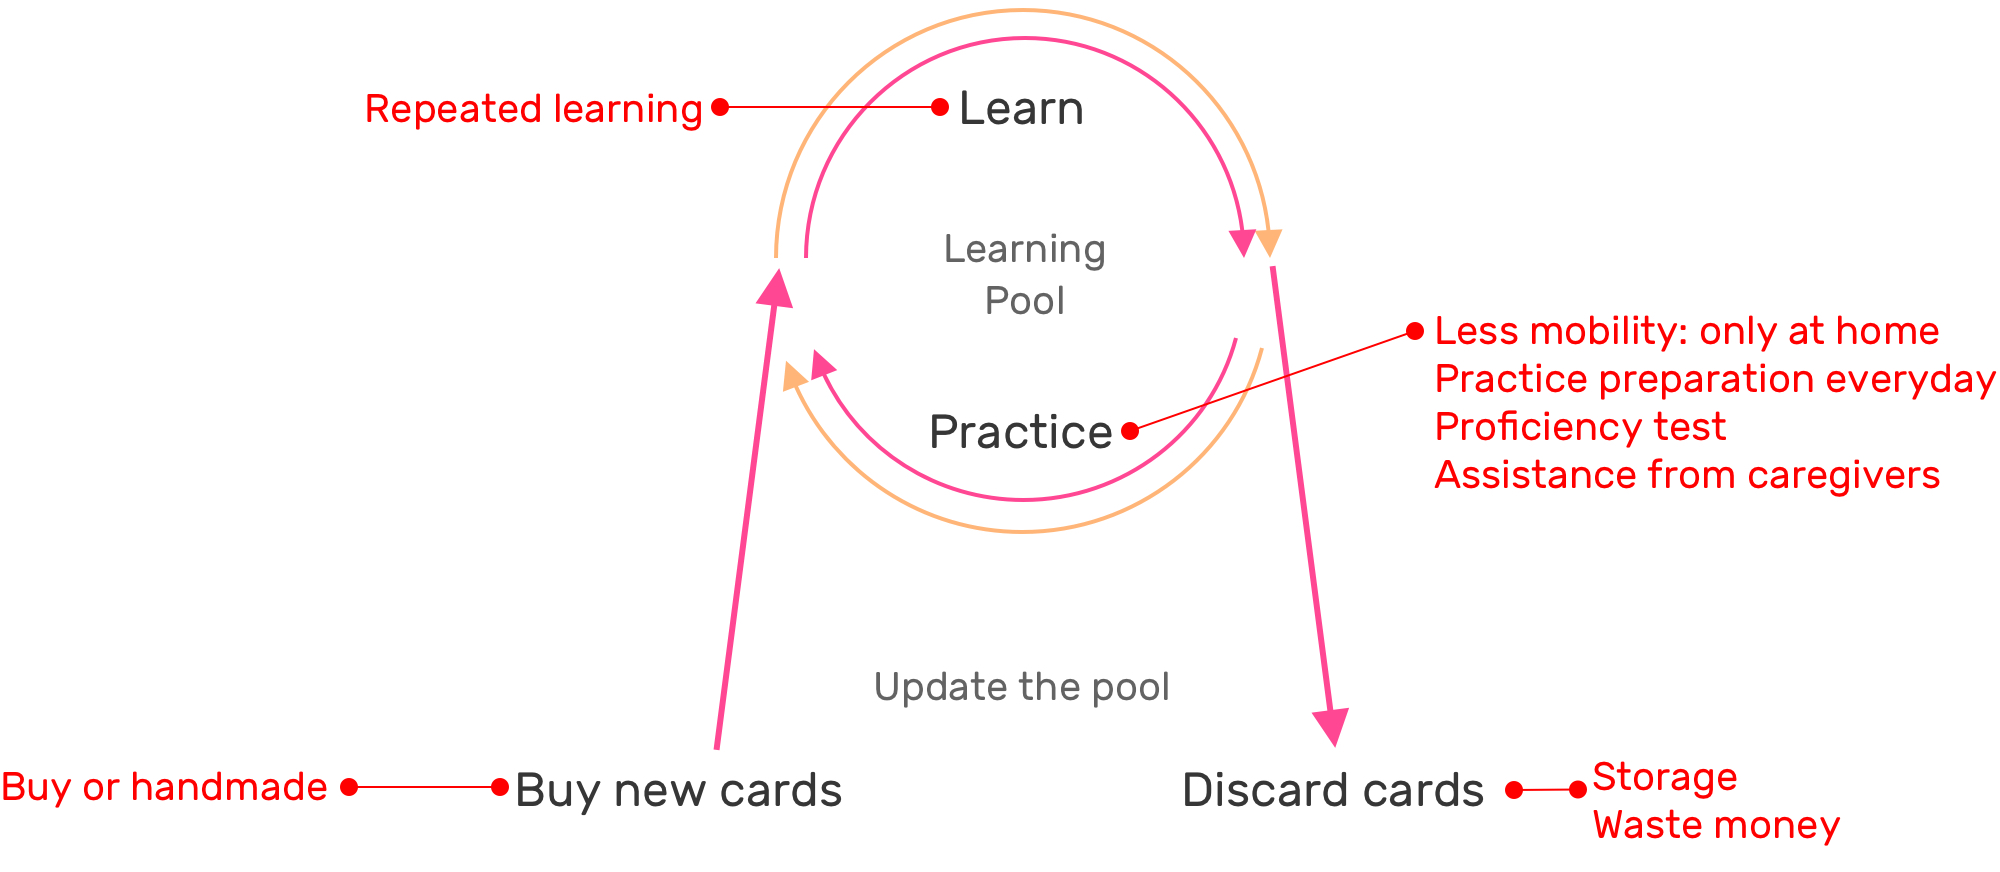 Repeated learning
Learn
Learning
Pool
Less mobility: only at home
Practice preparation everyday
Proficiency test
Assistance from caregivers
Practice
Update the pool
Buy or handmade
Buy new cards
Discard cards
Storage
Waste money